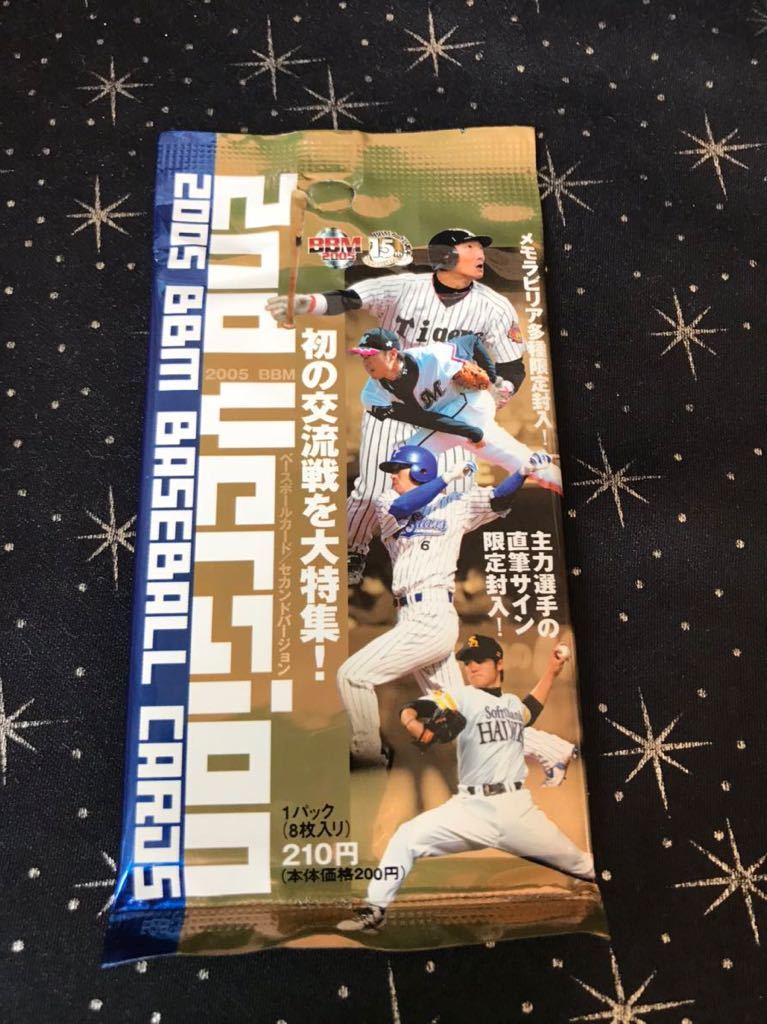 2005 BBM BASEBALL CARDS
2nd Version
2005 BBM
ベースボールカード/セカンドバージョン
BBM
2005
15
初の交流戦を大特集!
メモラビリア多種限定封入!
主力選手の
直筆サイン
限定封入!
Tigers
M
6
SoftBank
HAWKS
1パック
(8枚入り)
210円
(本体価格200円)